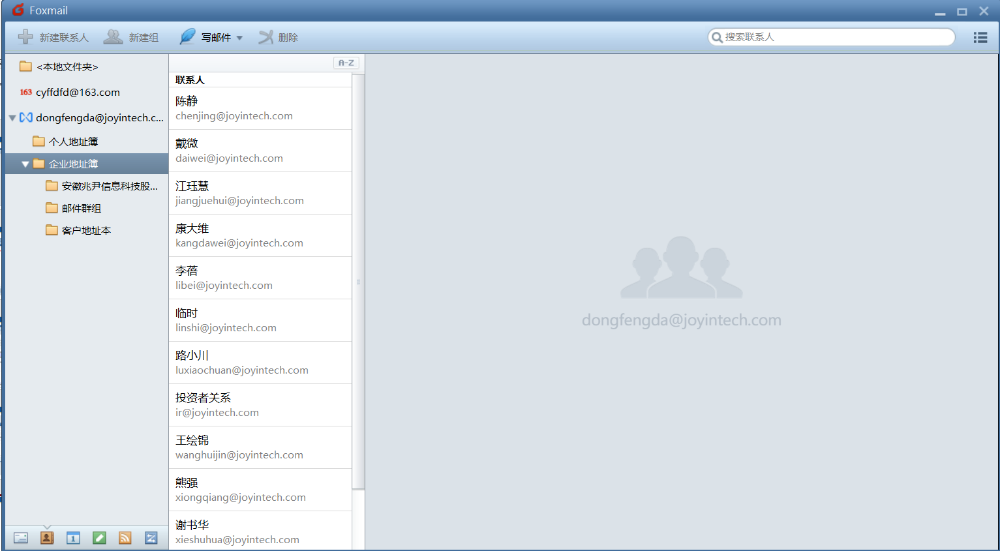 Foxmail
新建联系人 新建组 写邮件 删除 搜索联系人
<本地文件夹>
163 cyffdfd@163.com
dongfengda@joyintech.c...
个人地址簿
企业地址簿
安徽兆尹信息科技股...
邮件群组
客户地址本
1
A-Z
联系人
陈静
chenjing@joyintech.com
戴微
daiwei@joyintech.com
江珏慧
jiangjuehui@joyintech.com
康大维
kangdawei@joyintech.com
李蓓
libei@joyintech.com
临时
linshi@joyintech.com
路小川
luxiaochuan@joyintech.com
投资者关系
ir@joyintech.com
王绘锦
wanghuijin@joyintech.com
熊强
xiongqiang@joyintech.com
谢书华
xieshuhua@joyintech.com
dongfengda@joyintech.com